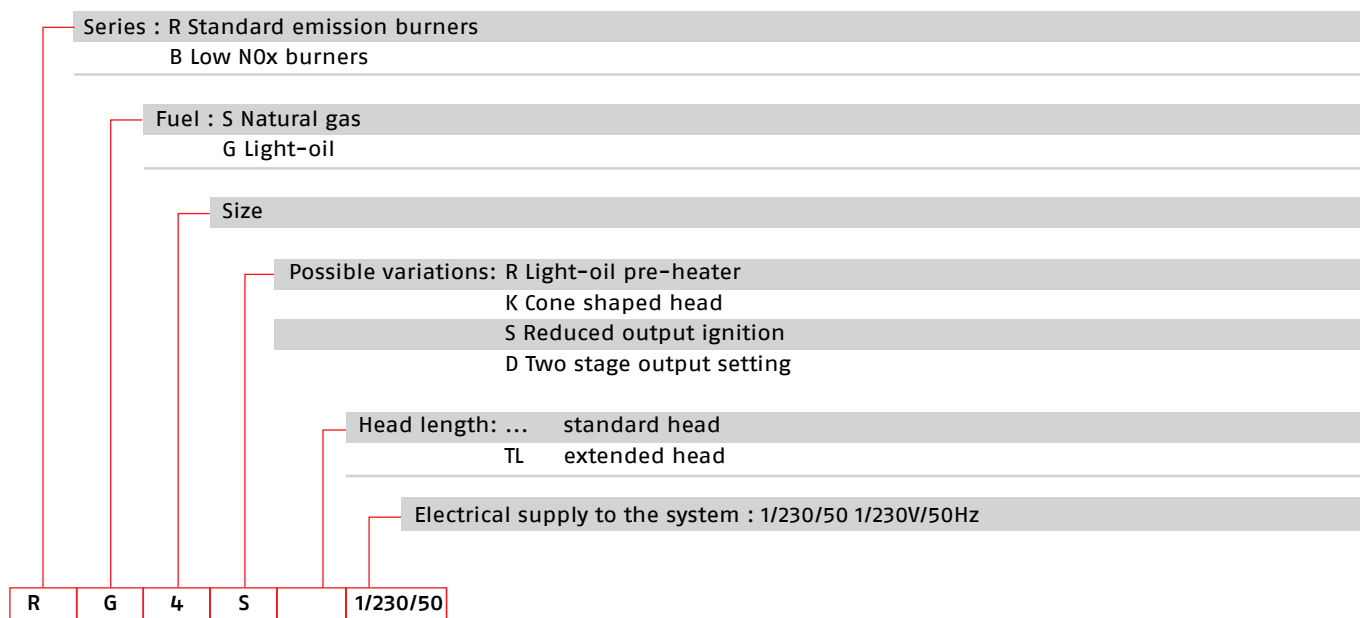 Series : R Standard emission burners
B Low N0x burners
Fuel : S Natural gas
G Light-oil
Size
Possible variations: R Light-oil pre-heater
K Cone shaped head
S Reduced output ignition
D Two stage output setting
Head length: ... standard head
TL extended head
Electrical supply to the system : 1/230/50 1/230V/50Hz
R G 4 S 1/230/50